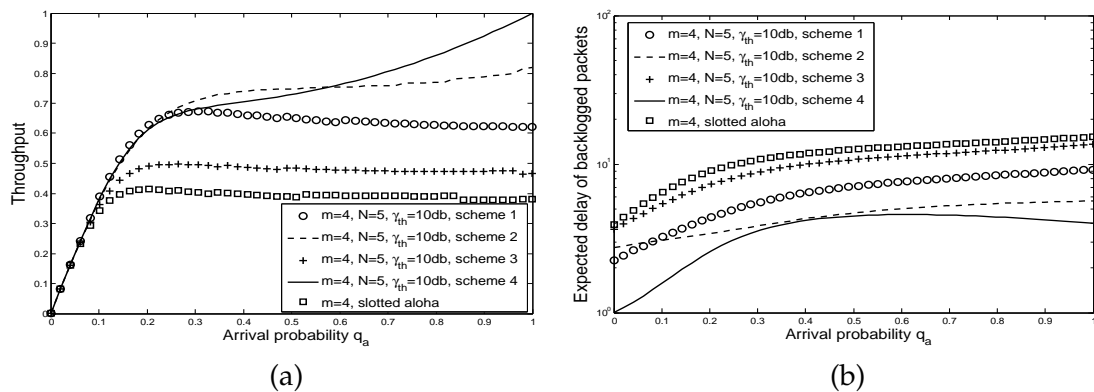 1
0.9
0.8
0.7
0.6
0.5
0.4
0.3
0.2
0.1
0
Throughput
0 0.1 0.2 0.3 0.4 0.5 0.6 0.7 0.8 0.9 1
Arrival probability qₐ
m=4, N=5, γₜₕ=10db, scheme 1
m=4, N=5, γₜₕ=10db, scheme 2
m=4, N=5, γₜₕ=10db, scheme 3
m=4, N=5, γₜₕ=10db, scheme 4
m=4, slotted aloha
(a)
10²
10¹
10⁰
Expected delay of backlogged packets
m=4, N=5, γₜₕ=10db, scheme 1
m=4, N=5, γₜₕ=10db, scheme 2
m=4, N=5, γₜₕ=10db, scheme 3
m=4, N=5, γₜₕ=10db, scheme 4
m=4, slotted aloha
0 0.1 0.2 0.3 0.4 0.5 0.6 0.7 0.8 0.9 1
Arrival probability qₐ
(b)